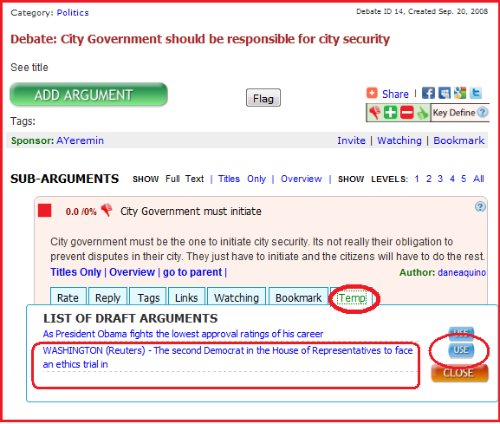 Category: Politics
Debate ID 14, Created Sep. 20, 2008
Debate: City Government should be responsible for city security
See title
ADD ARGUMENT
Flag
Share |
Key Define
Tags:
Sponsor: AYeremin
Invite | Watching | Bookmark
SUB-ARGUMENTS SHOW Full Text | Titles Only | Overview | SHOW LEVELS: 1 2 3 4 5 All
0.0 /0% City Government must initiate
City government must be the one to initiate city security. Its not really their obligation to
prevent disputes in their city. They just have to initiate and the citizens will have to do the rest.
Titles Only | Overview | go to parent |
Author: daneaquino
Rate Reply Tags Links Watching Bookmark Temp
LIST OF DRAFT ARGUMENTS
As President Obama fights the lowest approval ratings of his career
USE
WASHINGTON (Reuters) - The second Democrat in the House of Representatives to face
an ethics trial in
USE
CLOSE